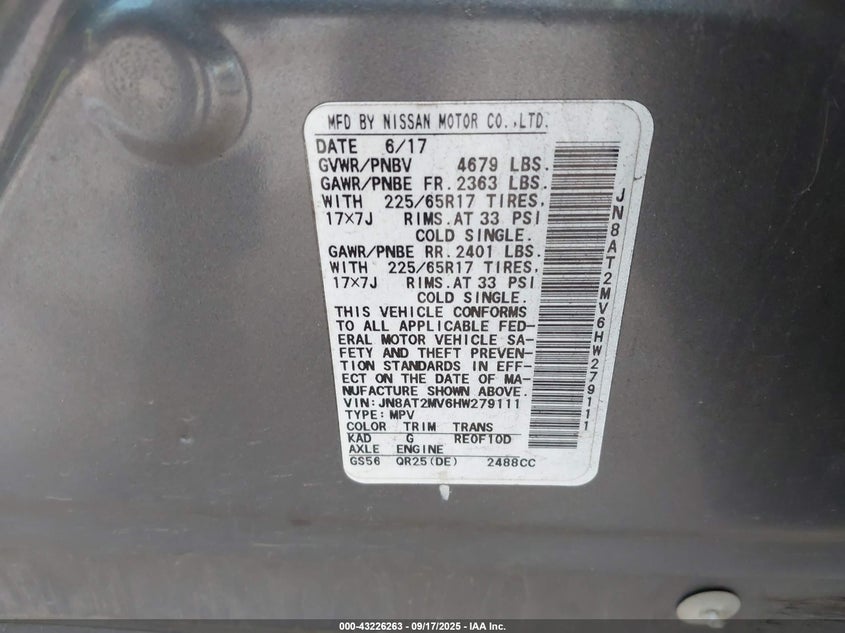 MFD BY NISSAN MOTOR CO.,LTD.
DATE 6/17
GVWR/PNBV 4679 LBS.
GAWR/PNBE FR. 2363 LBS.
WITH 225/65R17 TIRES,
17×7J RIMS. AT 33 PSI
COLD SINGLE.
GAWR/PNBE RR. 2401 LBS.
WITH 225/65R17 TIRES,
17×7J RIMS. AT 33 PSI
COLD SINGLE.
THIS VEHICLE CONFORMS
TO ALL APPLICABLE FED-
ERAL MOTOR VEHICLE SA-
FETY AND THEFT PREVEN-
TION STANDARDS IN EFF-
ECT ON THE DATE OF MA-
NUFACTURE SHOWN ABOVE.
VIN:JN8AT2MV6HW279111
TYPE:MPV
COLOR TRIM TRANS
KAD G RE0F10D
AXLE ENGINE
GS56 QR25(DE) 2488CC
JN8AT2MV6HW279111
000-43226263 - 09/17/2025 - IAA Inc.